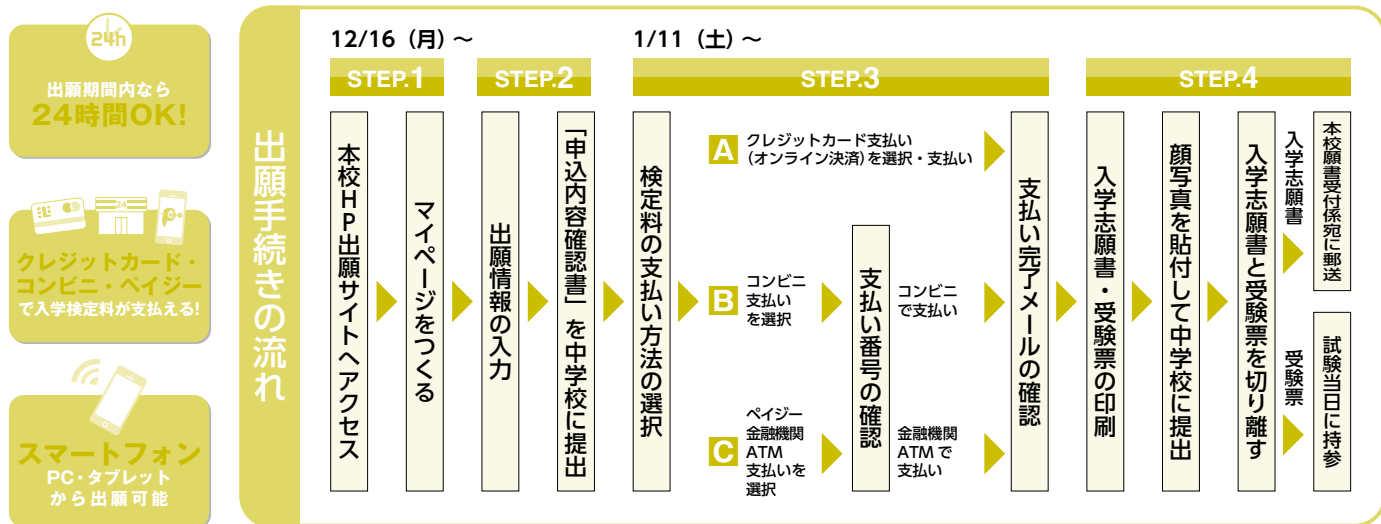 24h
出願期間内なら
24時間OK!
24
クレジットカード・
コンビニ・ペイジー
で入学検定料が支払える!
スマートフォン
PC・タブレット
から出願可能
出願手続きの流れ
12/16（月）～
STEP.1
本校HP出願サイトへアクセス
マイページをつくる
STEP.2
出願情報の入力
「申込内容確認書」を中学校に提出
1/11（土）～
STEP.3
検定料の支払い方法の選択
A
クレジットカード支払い
（オンライン決済）を選択・支払い
B
コンビニ
支払い
を選択
C
ペイジー
金融機関
ATM
支払いを
選択
支払い番号の確認
コンビニ
で支払い
金融機関
ATMで
支払い
支払い完了メールの確認
STEP.4
入学志願書・受験票の印刷
顔写真を貼付して中学校に提出
入学志願書と受験票を切り離す
入学志願書
本校願書受付係宛に郵送
受験票
試験当日に持参